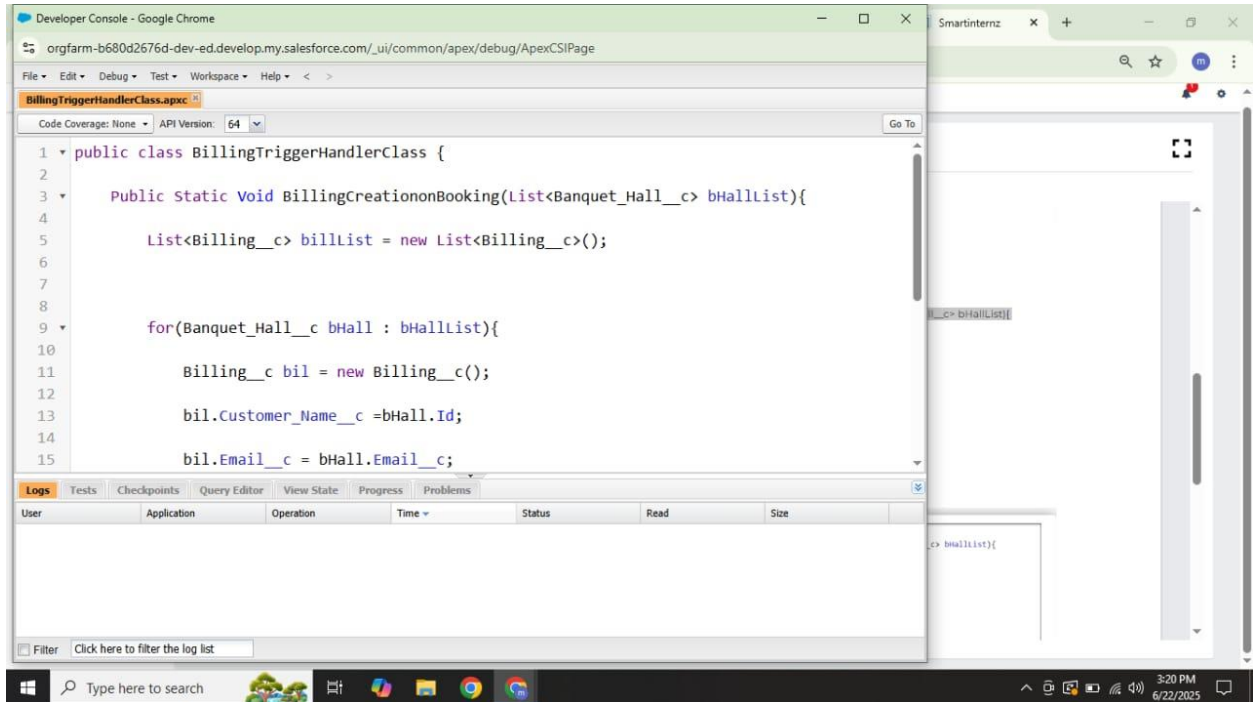 Developer Console - Google Chrome
Smartinternz
orgfarm-b680d2676d-dev-ed.develop.my.salesforce.com/_ui/common/apex/debug/ApexCSIPage
m
File Edit Debug Test Workspace Help < >
BillingTriggerHandlerClass.apxc
Code Coverage: None API Version: 64 Go To
1 public class BillingTriggerHandlerClass {
2
3 Public Static Void BillingCreationonBooking(List<Banquet_Hall__c> bHallList){
4
5 List<Billing__c> billList = new List<Billing__c>();
6
7
8
9 for(Banquet_Hall__c bHall : bHallList){
10
11 Billing__c bil = new Billing__c();
12
13 bil.Customer_Name__c =bHall.Id;
14
15 bil.Email__c = bHall.Email__c;
ll__c> bHallList){
Logs Tests Checkpoints Query Editor View State Progress Problems
User Application Operation Time Status Read Size
_c> bHallList){
Filter Click here to filter the log list
Type here to search
m
3:20 PM
6/22/2025